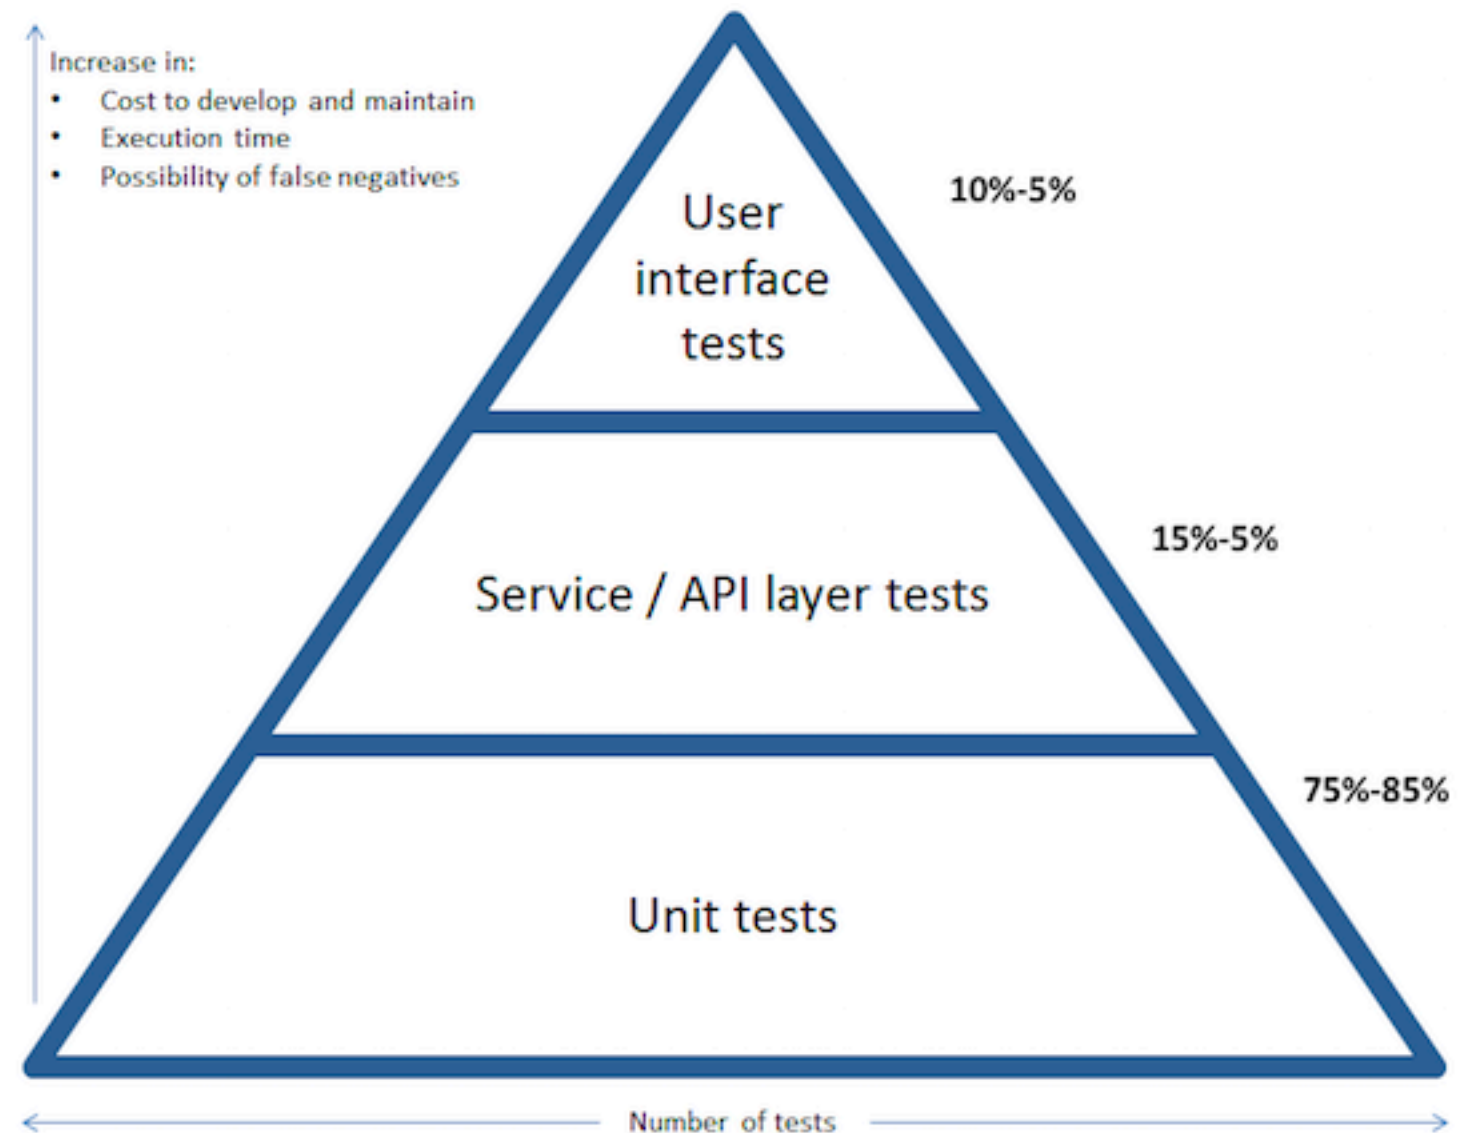 Increase in:
• Cost to develop and maintain
• Execution time
• Possibility of false negatives
User
interface
tests
10%-5%
Service / API layer tests
15%-5%
Unit tests
75%-85%
Number of tests